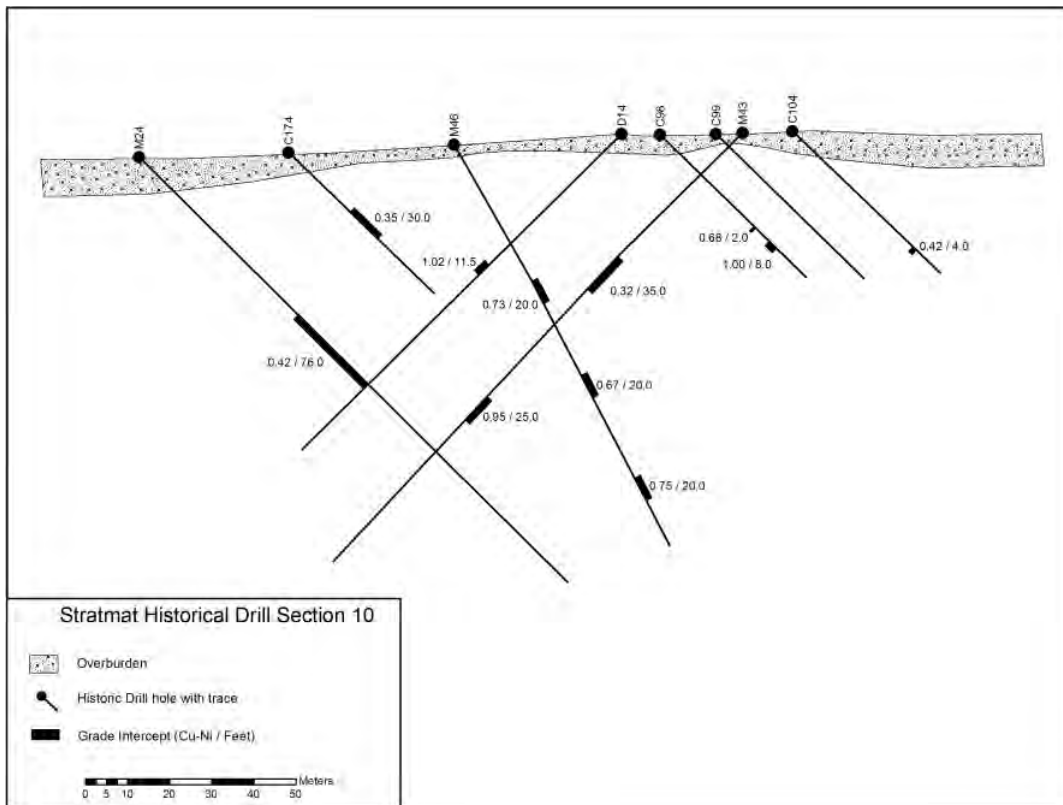 M24
C174
M46
D14
C96
C99
M43
C104
0.35 / 30.0
1.02 / 11.5
0.68 / 2.0
1.00 / 8.0
0.42 / 4.0
0.73 / 20.0
0.32 / 35.0
0.42 / 76.0
0.67 / 20.0
0.95 / 25.0
0.75 / 20.0
Stratmat Historical Drill Section 10
Overburden
Historic Drill hole with trace
Grade Intercept (Cu-Ni / Feet)
Meters
0 5 10 20 30 40 50